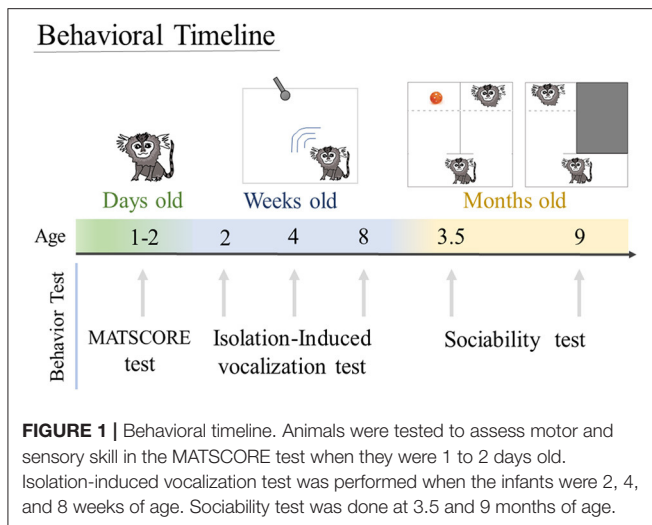 Behavioral Timeline
Days old
Weeks old
Months old
Age
1-2
2
4
8
3.5
9
Behavior Test
MATSCORE test
Isolation-Induced
vocalization test
Sociability test
FIGURE 1 | Behavioral timeline. Animals were tested to assess motor and
sensory skill in the MATSCORE test when they were 1 to 2 days old.
Isolation-induced vocalization test was performed when the infants were 2, 4,
and 8 weeks of age. Sociability test was done at 3.5 and 9 months of age.